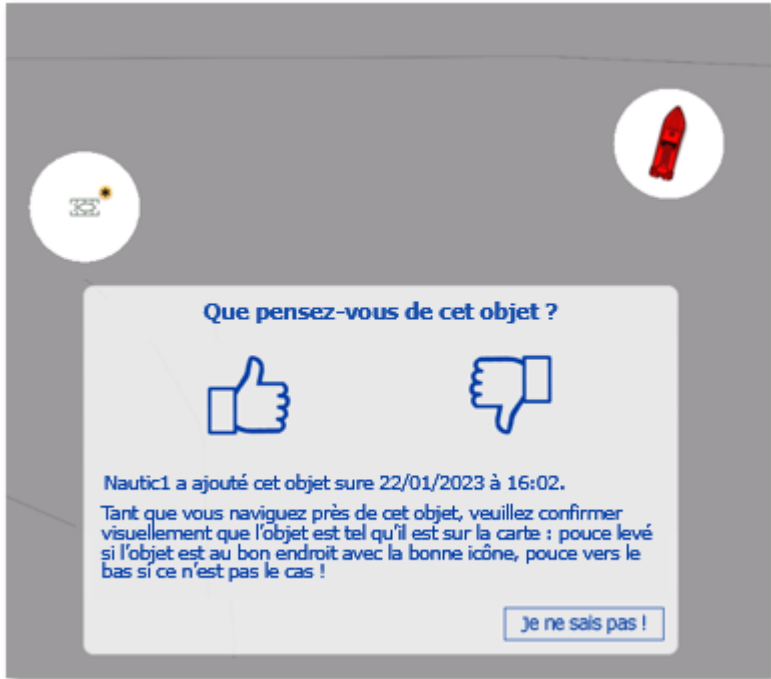 Que pensez-vous de cet objet ?
Nautic1 a ajouté cet objet sure 22/01/2023 à 16:02.
Tant que vous naviguez près de cet objet, veuillez confirmer
visuellement que l'objet est tel qu'il est sur la carte : pouce levé
si l'objet est au bon endroit avec la bonne icône, pouce vers le
bas si ce n'est pas le cas !
je ne sais pas !